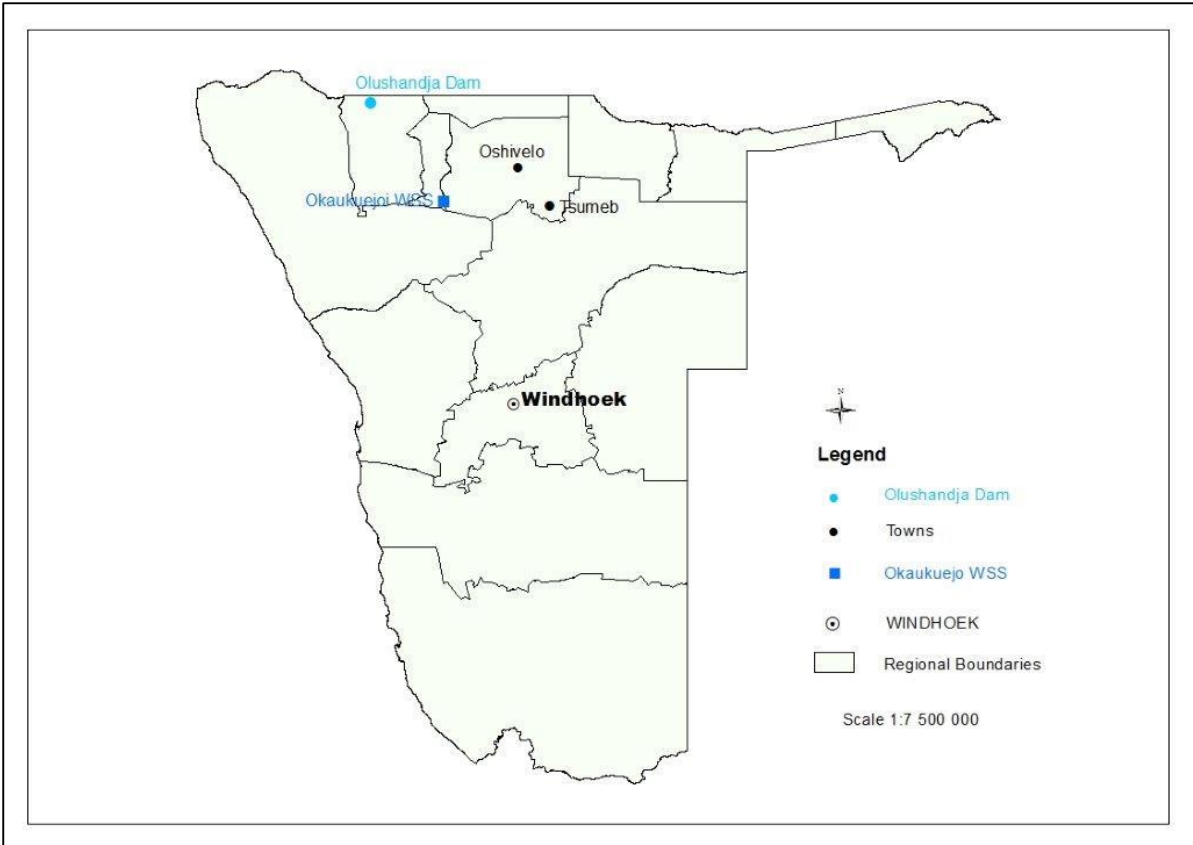 Olushandja Dam
Oshivelo
Okaukuejoi WSS
Tsumeb
Windhoek
N
Legend
Olushandja Dam
Towns
Okaukuejo WSS
WINDHOEK
Regional Boundaries
Scale 1:7 500 000